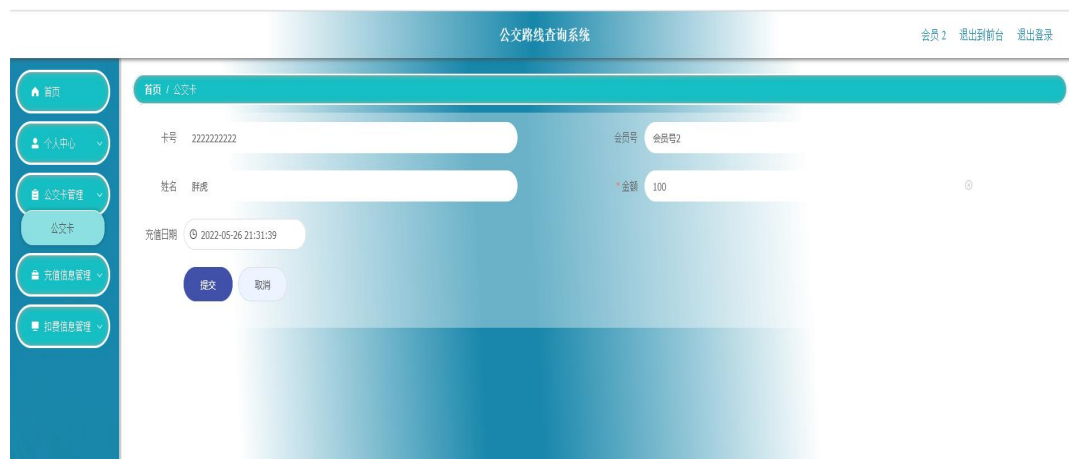 公交路线查询系统
会员 2 退出到前台 退出登录
首页
首页 / 公交卡
个人中心
卡号 2222222222 会员号 会员号2
公交卡管理
姓名 胖虎 *金额 100
公交卡
充值日期 2022-05-26 21:31:39
充值信息管理
提交 取消
扣费信息管理